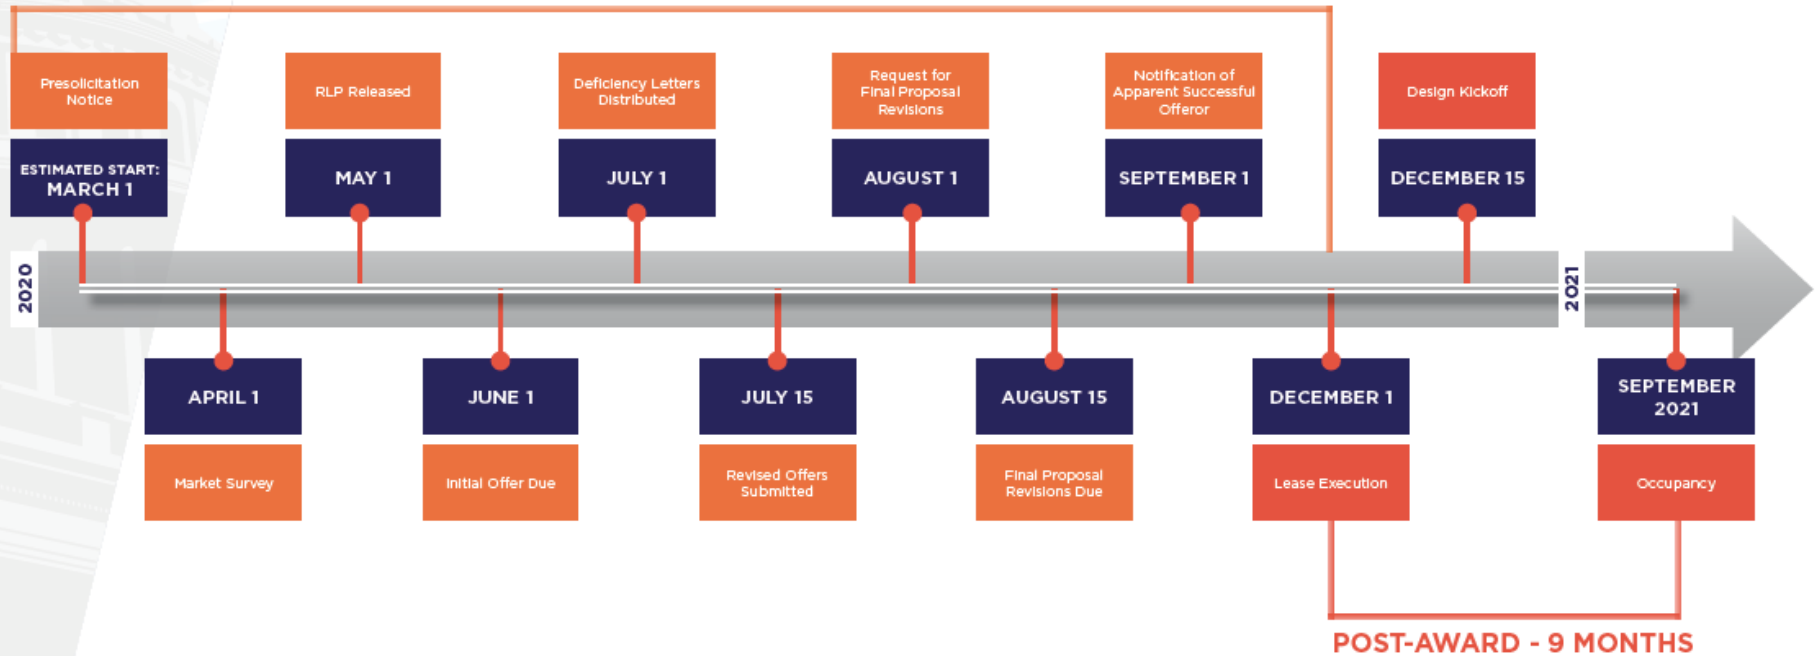 Presolicitation
Notice
ESTIMATED START:
MARCH 1
RLP Released
MAY 1
Deficiency Letters
Distributed
JULY 1
Request for
Final Proposal
Revisions
AUGUST 1
Notification of
Apparent Successful
Offeror
SEPTEMBER 1
Design Kickoff
DECEMBER 15
2020
2021
APRIL 1
Market Survey
JUNE 1
Initial Offer Due
JULY 15
Revised Offers
Submitted
AUGUST 15
Final Proposal
Revisions Due
DECEMBER 1
Lease Execution
SEPTEMBER
2021
Occupancy
POST-AWARD - 9 MONTHS